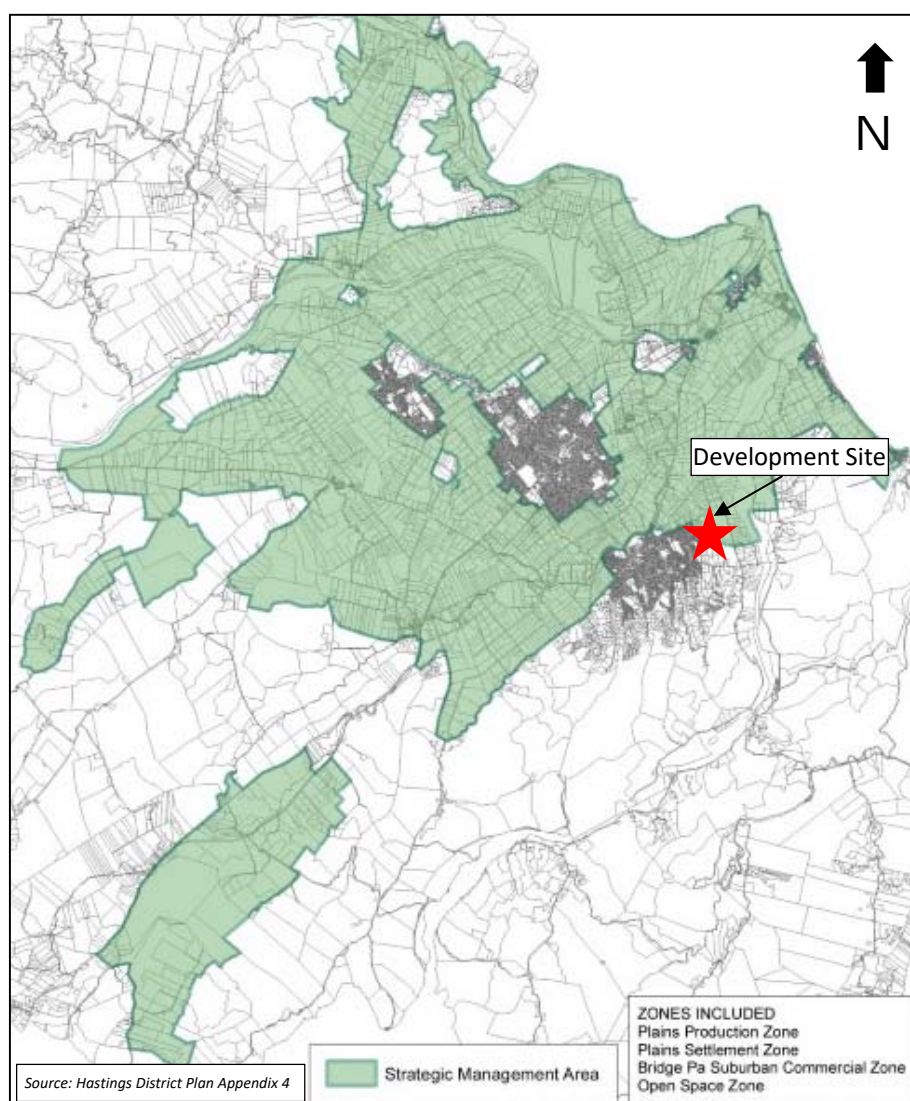 N
Development Site
ZONES INCLUDED
Plains Production Zone
Plains Settlement Zone
Bridge Pa Suburban Commercial Zone
Open Space Zone
Strategic Management Area
Source: Hastings District Plan Appendix 4